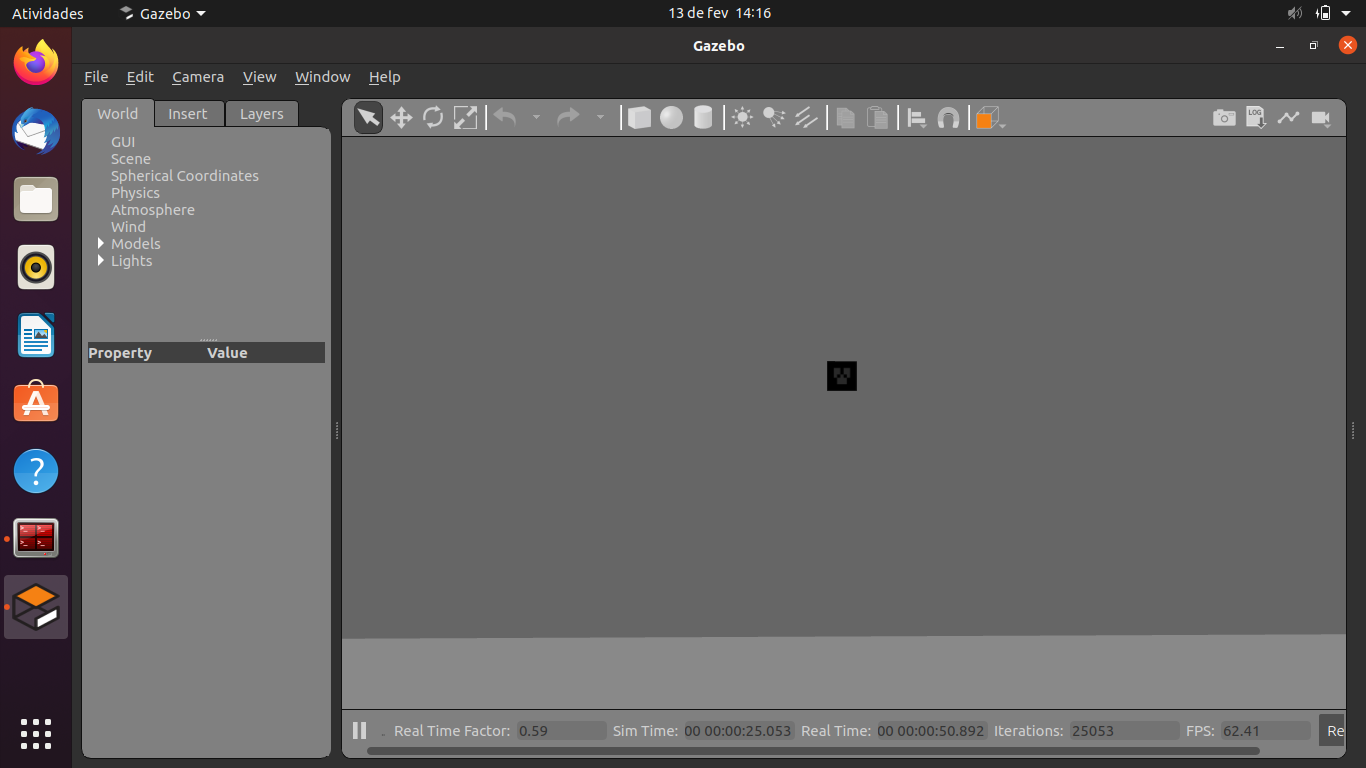 Atividades Gazebo 13 de fev 14:16
Gazebo
File Edit Camera View Window Help
World Insert Layers
LOG
GUI
Scene
Spherical Coordinates
Physics
Atmosphere
Wind
Models
Lights
Property Value
Real Time Factor: 0.59 Sim Time: 00 00:00:25.053 Real Time: 00 00:00:50.892 Iterations: 25053 FPS: 62.41 Re